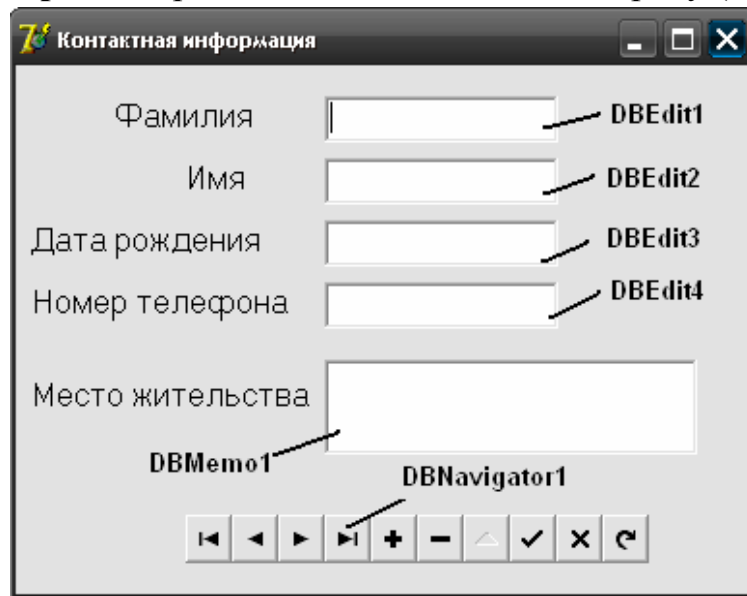 Контактная информация
Фамилия DBEdit1
Имя DBEdit2
Дата рождения DBEdit3
Номер телефона DBEdit4
Место жительства
DBMemo1
DBNavigator1